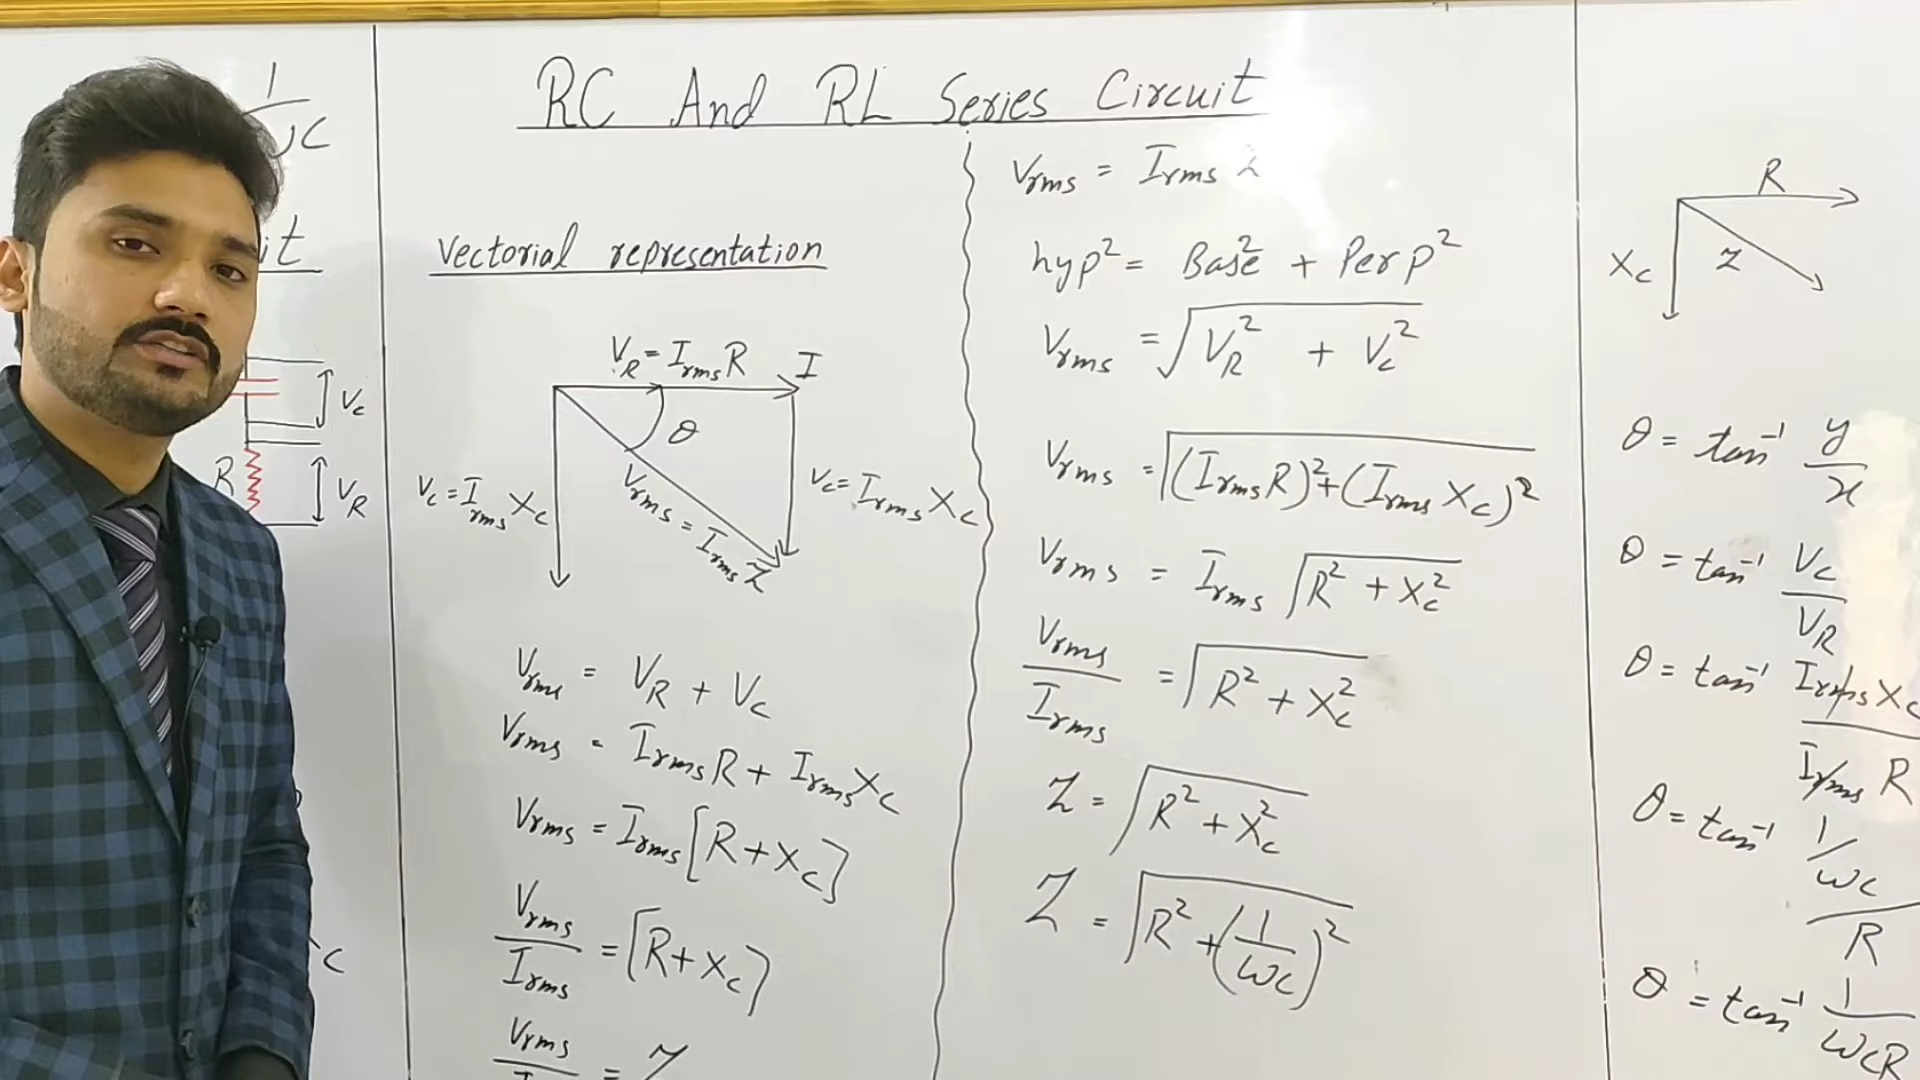 RC And RL Series Circuit
1
ωC
it
Vc
R
VR
C
Vectorial representation
VR = Irms R
I
θ
Vc = Irms Xc
Vrms = Irms Z
Vc = Irms Xc
Vrms = VR + Vc
Vrms = Irms R + Irms Xc
Vrms = Irms [R + Xc]
Vrms / Irms = [R + Xc]
Vrms / I = Z
Vrms = Irms Z
hyp² = Base² + Perp²
Vrms = √(VR² + Vc²)
Vrms = √((Irms R)² + (Irms Xc)²)
Vrms = Irms √(R² + Xc²)
Vrms / Irms = √(R² + Xc²)
Z = √(R² + Xc²)
Z = √(R² + (1/ωC)²)
R
Xc
Z
θ = tan⁻¹ y/x
θ = tan⁻¹ Vc/VR
θ = tan⁻¹ Irms Xc / Irms R
θ = tan⁻¹ 1/ωC / R
θ = tan⁻¹ 1/ωCR